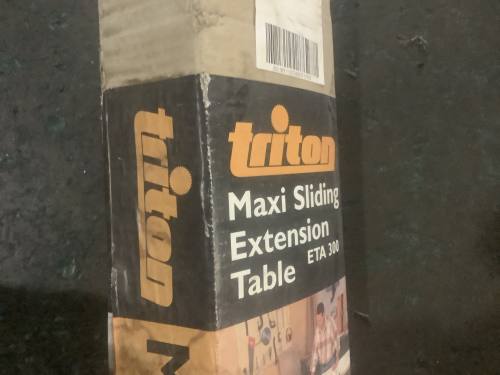 triton
triton
Maxi Sliding
Extension
Table ETA 300
M